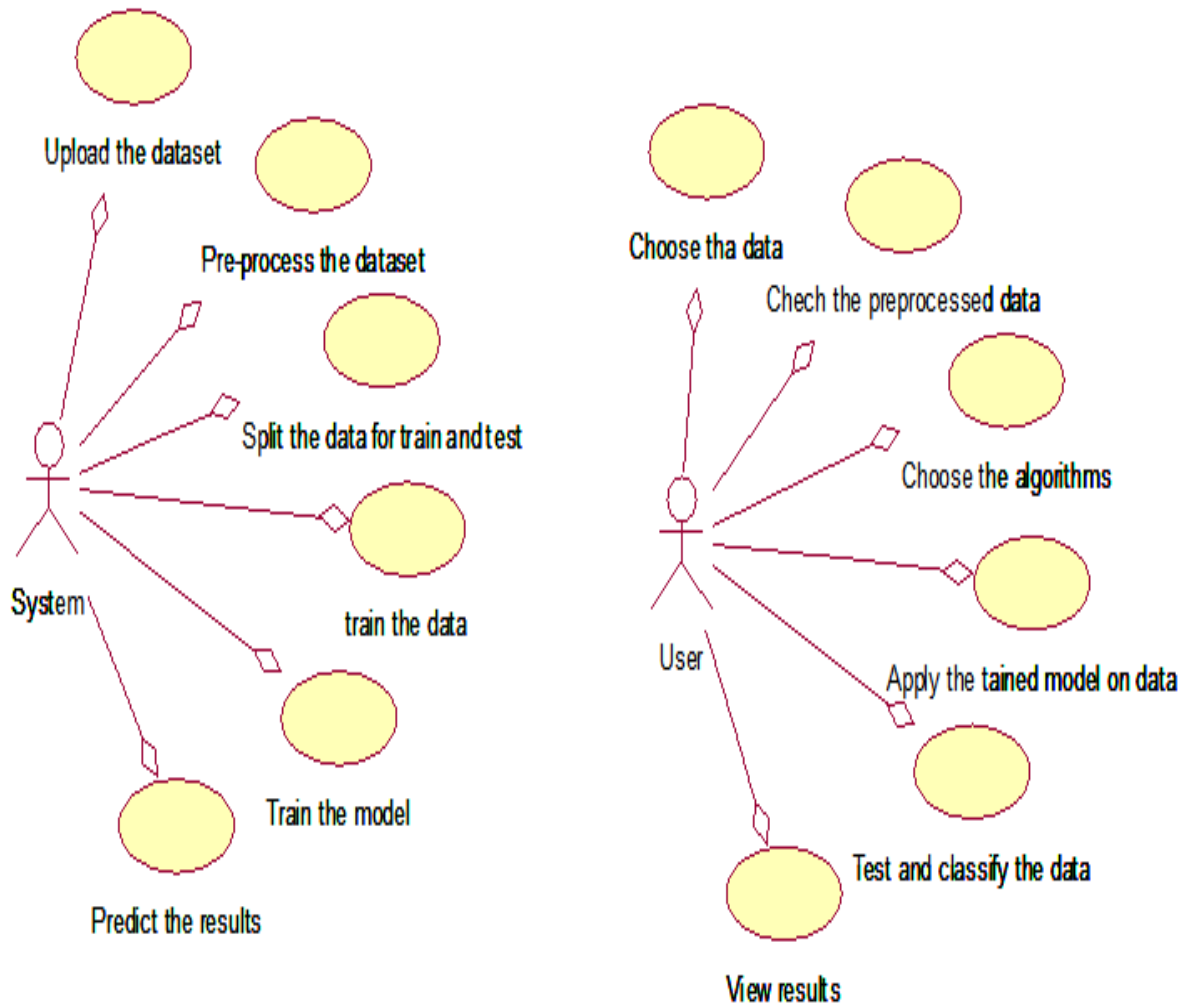 Upload the dataset
Pre-process the dataset
Split the data for train and test
train the data
System
Train the model
Predict the results
Choose tha data
Chech the preprocessed data
Choose the algorithms
User
Apply the tained model on data
Test and classify the data
View results